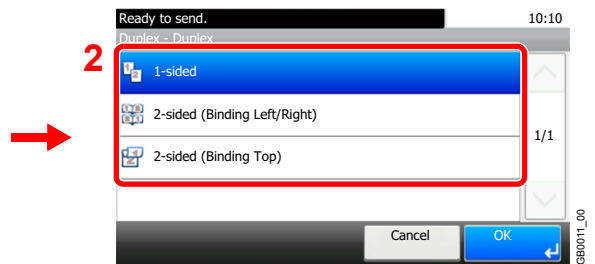 Ready to send. 10:10
Duplex - Duplex
2
1-sided
2-sided (Binding Left/Right)
1/1
2-sided (Binding Top)
Cancel OK
GB0011_00